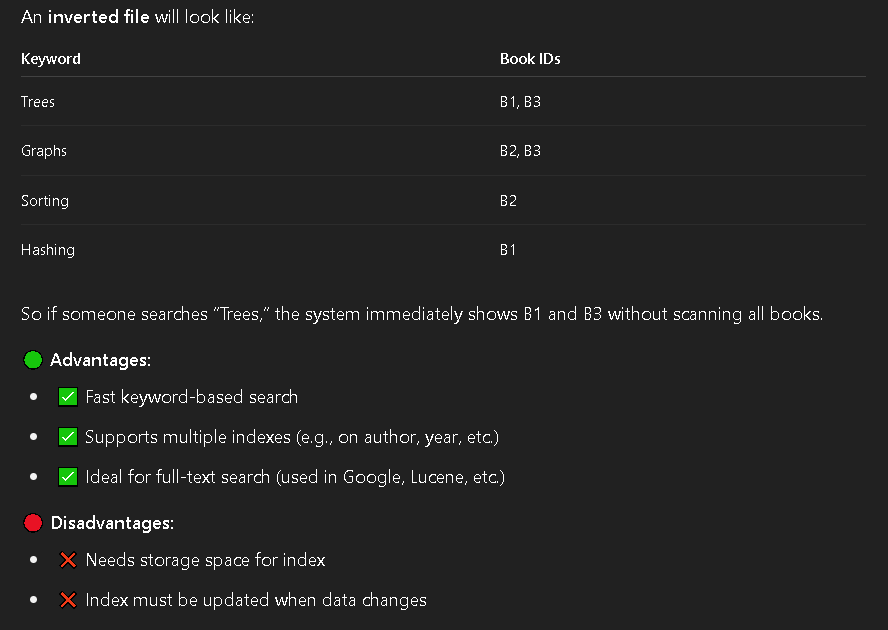 An inverted file will look like:
Keyword Book IDs
Trees B1, B3
Graphs B2, B3
Sorting B2
Hashing B1
So if someone searches “Trees,” the system immediately shows B1 and B3 without scanning all books.
Advantages:
Fast keyword-based search
Supports multiple indexes (e.g., on author, year, etc.)
Ideal for full-text search (used in Google, Lucene, etc.)
Disadvantages:
Needs storage space for index
Index must be updated when data changes